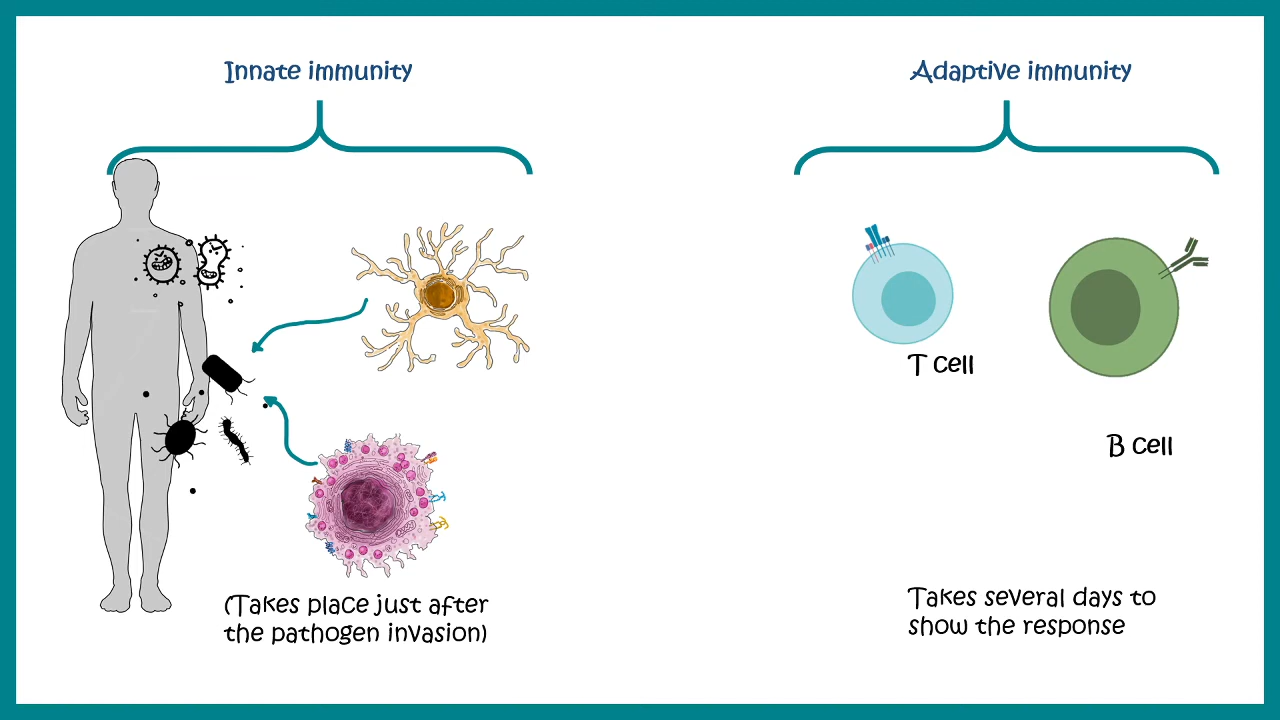 Innate immunity
Adaptive immunity
T cell
B cell
(Takes place just after
the pathogen invasion)
Takes several days to
show the response